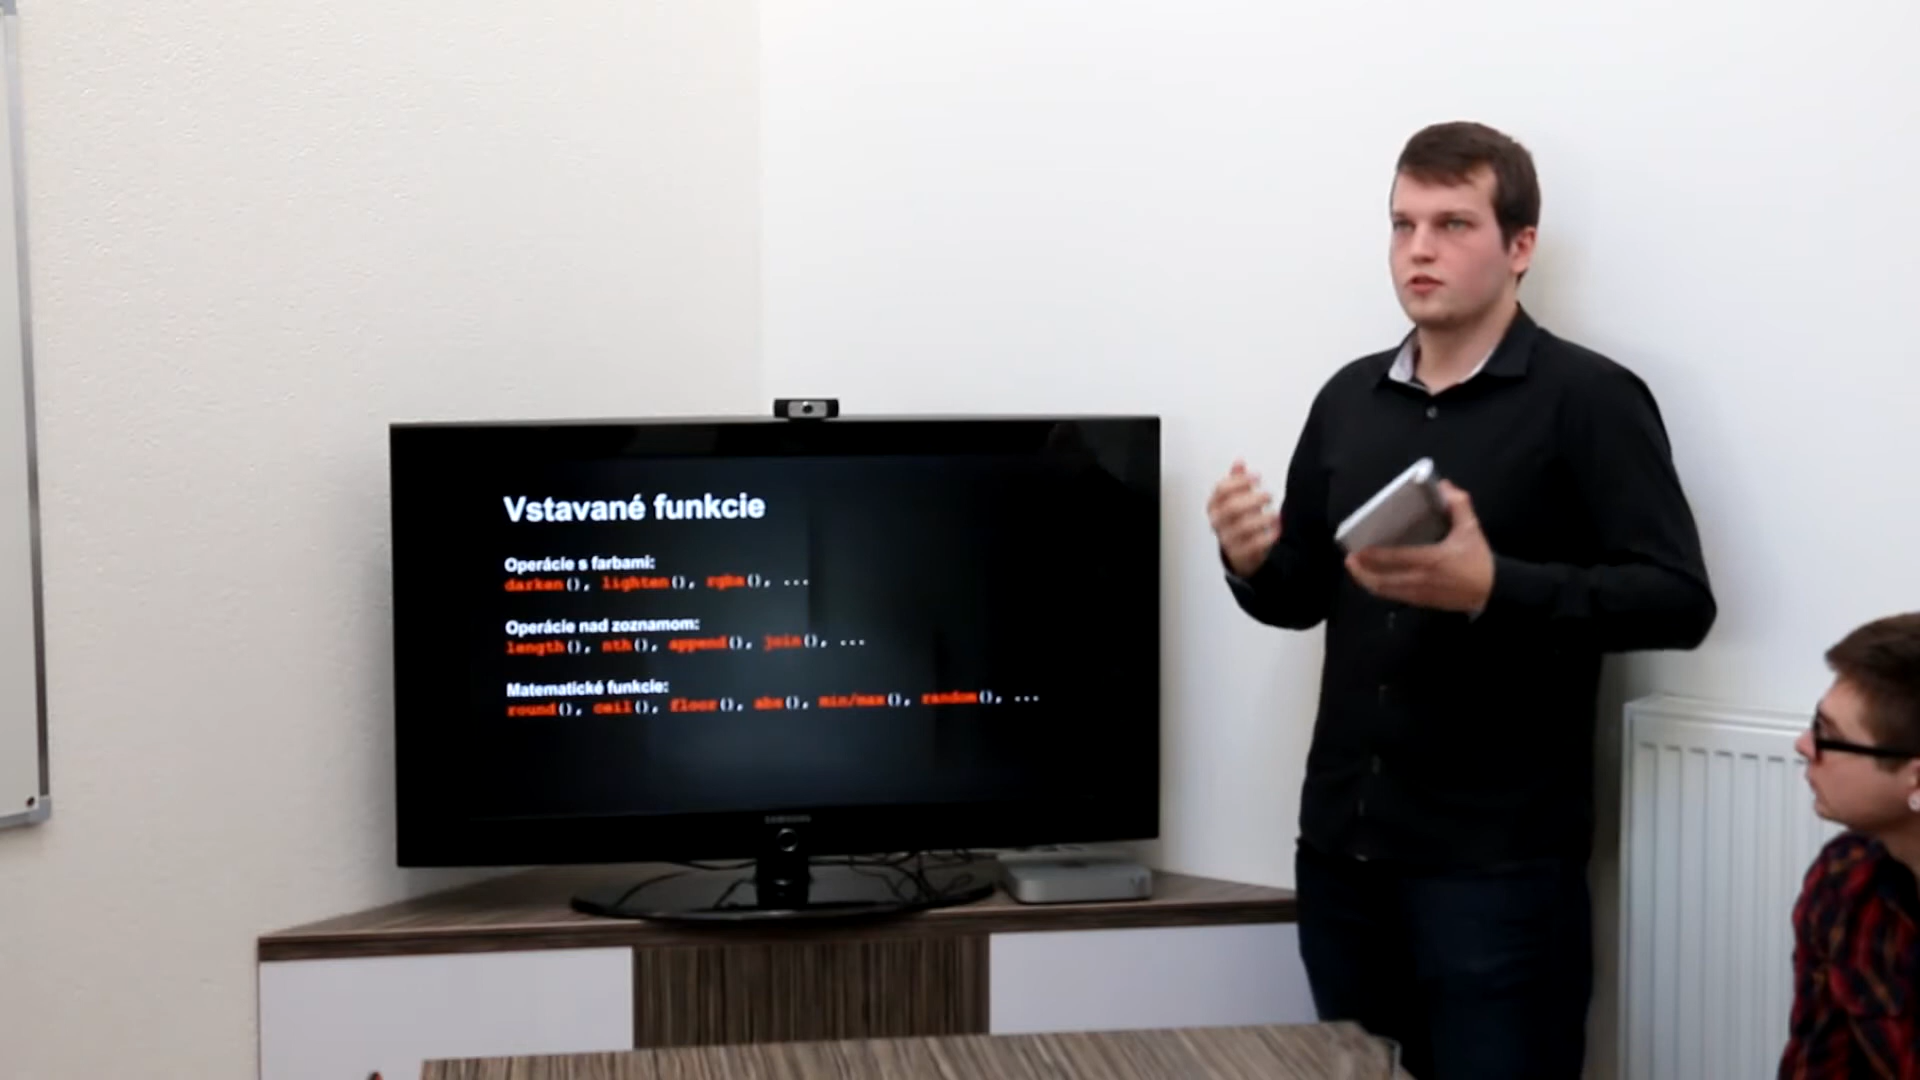 Vstavané funkcie
Operácie s farbami:
darken(), lighten(), rgba(), ...
Operácie nad zoznamom:
length(), nth(), append(), join(), ...
Matematické funkcie:
round(), ceil(), floor(), abs(), min/max(), random(), ...
SAMSUNG